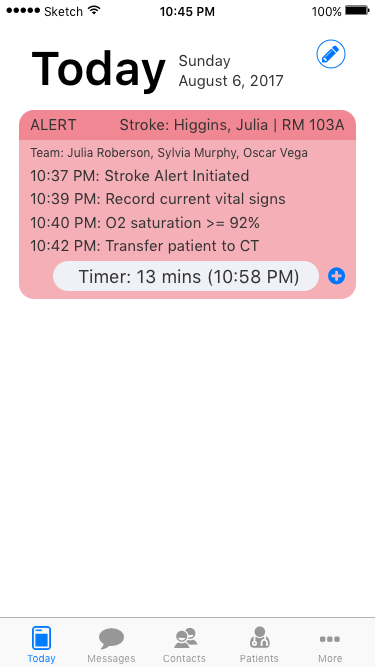 Sketch 10:45 PM 100%
Today Sunday
August 6, 2017
ALERT Stroke: Higgins, Julia | RM 103A
Team: Julia Roberson, Sylvia Murphy, Oscar Vega
10:37 PM: Stroke Alert Initiated
10:39 PM: Record current vital signs
10:40 PM: O2 saturation >= 92%
10:42 PM: Transfer patient to CT
Timer: 13 mins (10:58 PM)
Today Messages Contacts Patients More